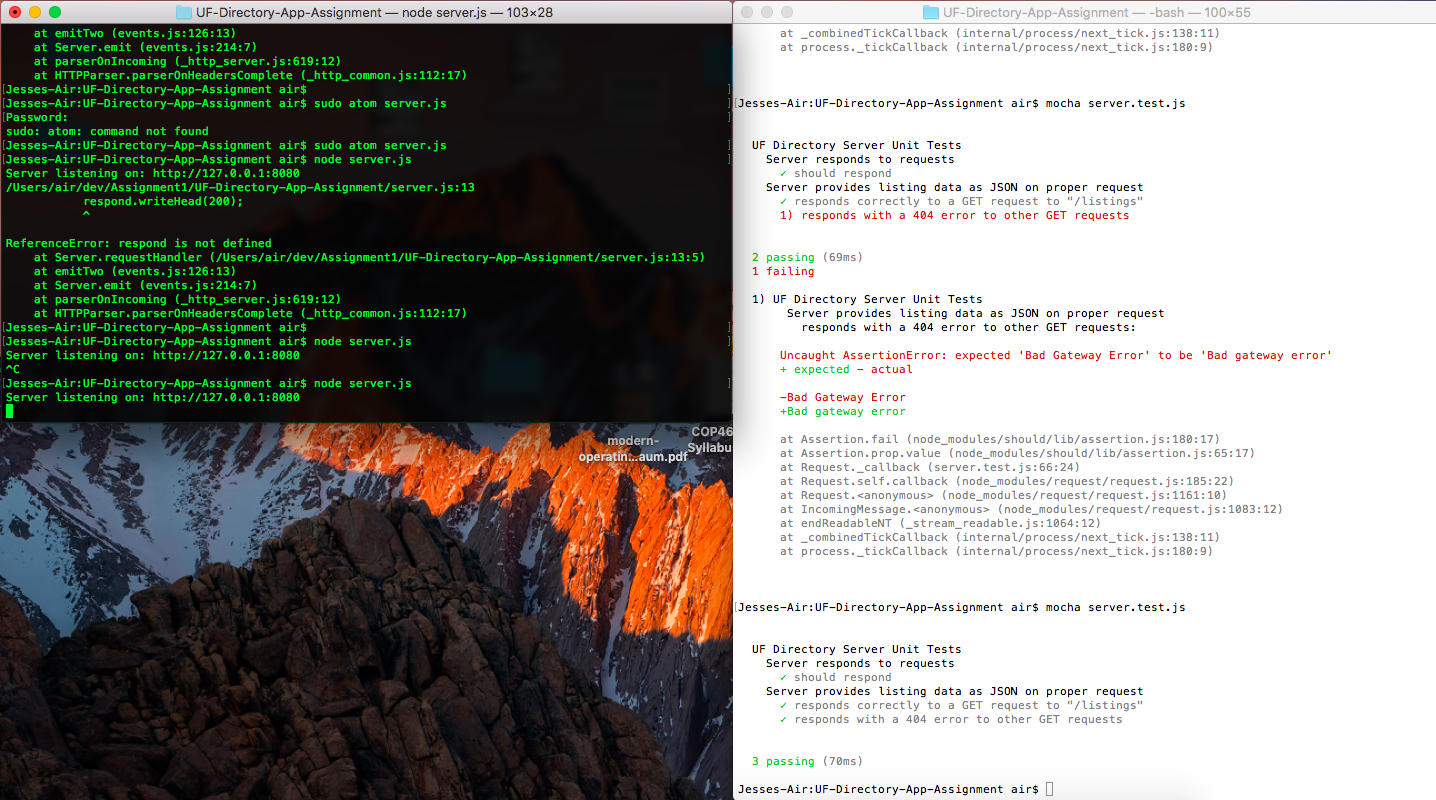 UF-Directory-App-Assignment — node server.js — 103×28
at emitTwo (events.js:126:13)
at Server.emit (events.js:214:7)
at parserOnIncoming (_http_server.js:619:12)
at HTTPParser.parserOnHeadersComplete (_http_common.js:112:17)
[Jesses-Air:UF-Directory-App-Assignment air$ ]
[Jesses-Air:UF-Directory-App-Assignment air$ sudo atom server.js ]
[Password: ]
sudo: atom: command not found
[Jesses-Air:UF-Directory-App-Assignment air$ sudo atom server.js ]
[Jesses-Air:UF-Directory-App-Assignment air$ node server.js ]
Server listening on: http://127.0.0.1:8080
/Users/air/dev/Assignment1/UF-Directory-App-Assignment/server.js:13
respond.writeHead(200);
^
ReferenceError: respond is not defined
at Server.requestHandler (/Users/air/dev/Assignment1/UF-Directory-App-Assignment/server.js:13:5)
at emitTwo (events.js:126:13)
at Server.emit (events.js:214:7)
at parserOnIncoming (_http_server.js:619:12)
at HTTPParser.parserOnHeadersComplete (_http_common.js:112:17)
[Jesses-Air:UF-Directory-App-Assignment air$ ]
[Jesses-Air:UF-Directory-App-Assignment air$ node server.js ]
Server listening on: http://127.0.0.1:8080
^C
[Jesses-Air:UF-Directory-App-Assignment air$ node server.js ]
Server listening on: http://127.0.0.1:8080
modern-
operatin...aum.pdf
COP46
Syllabu
UF-Directory-App-Assignment — -bash — 100×55
at _combinedTickCallback (internal/process/next_tick.js:138:11)
at process._tickCallback (internal/process/next_tick.js:180:9)
[Jesses-Air:UF-Directory-App-Assignment air$ mocha server.test.js
UF Directory Server Unit Tests
Server responds to requests
✓ should respond
Server provides listing data as JSON on proper request
✓ responds correctly to a GET request to "/listings"
1) responds with a 404 error to other GET requests
2 passing (69ms)
1 failing
1) UF Directory Server Unit Tests
Server provides listing data as JSON on proper request
responds with a 404 error to other GET requests:
Uncaught AssertionError: expected 'Bad Gateway Error' to be 'Bad gateway error'
+ expected - actual
-Bad Gateway Error
+Bad gateway error
at Assertion.fail (node_modules/should/lib/assertion.js:180:17)
at Assertion.prop.value (node_modules/should/lib/assertion.js:65:17)
at Request._callback (server.test.js:66:24)
at Request.self.callback (node_modules/request/request.js:185:22)
at Request.<anonymous> (node_modules/request/request.js:1161:10)
at IncomingMessage.<anonymous> (node_modules/request/request.js:1083:12)
at endReadableNT (_stream_readable.js:1064:12)
at _combinedTickCallback (internal/process/next_tick.js:138:11)
at process._tickCallback (internal/process/next_tick.js:180:9)
[Jesses-Air:UF-Directory-App-Assignment air$ mocha server.test.js
UF Directory Server Unit Tests
Server responds to requests
✓ should respond
Server provides listing data as JSON on proper request
✓ responds correctly to a GET request to "/listings"
✓ responds with a 404 error to other GET requests
3 passing (70ms)
Jesses-Air:UF-Directory-App-Assignment air$